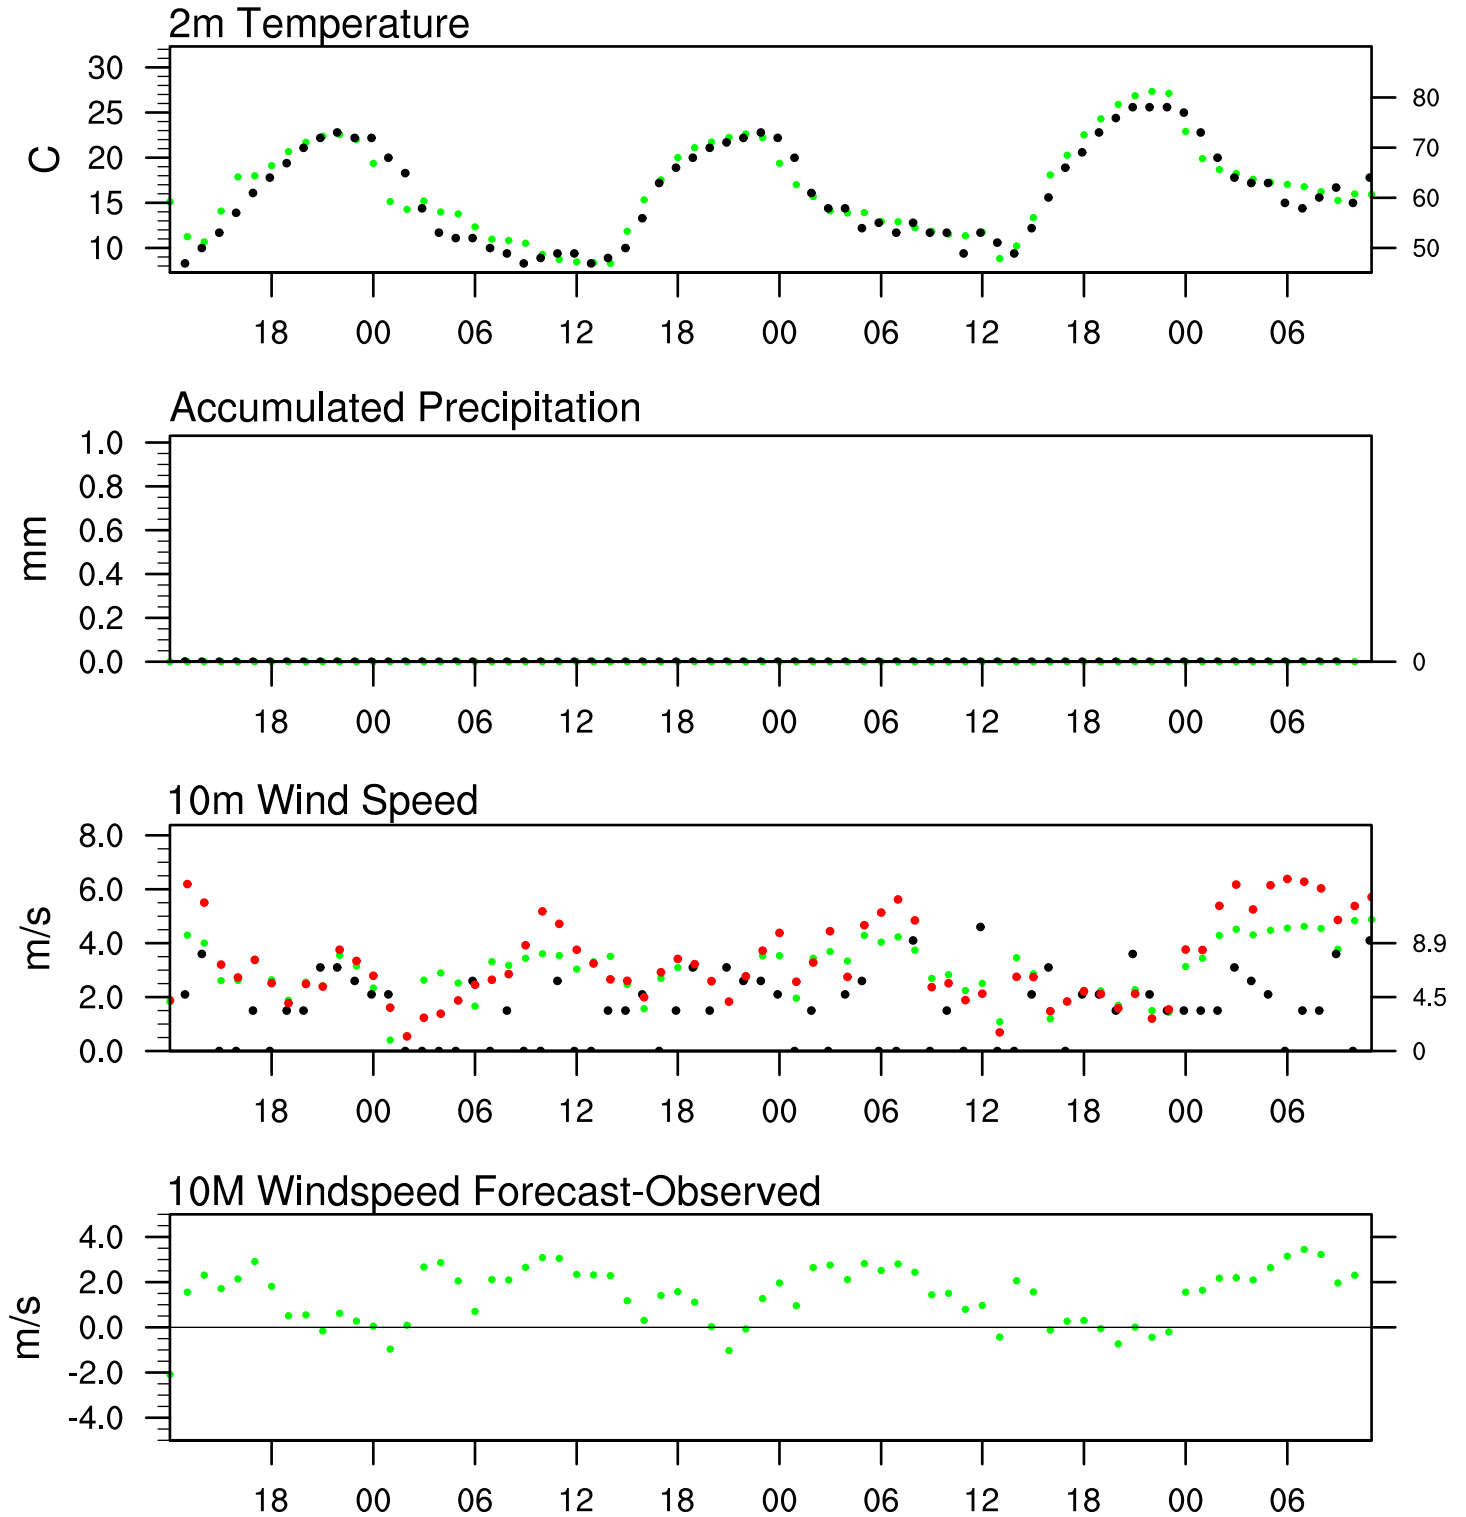 2m Temperature
30
25
20
15
10
C
80
70
60
50
18 00 06 12 18 00 06 12 18 00 06
Accumulated Precipitation
1.0
0.8
0.6
0.4
0.2
0.0
mm
0
18 00 06 12 18 00 06 12 18 00 06
10m Wind Speed
8.0
6.0
4.0
2.0
0.0
m/s
8.9
4.5
0
18 00 06 12 18 00 06 12 18 00 06
10M Windspeed Forecast-Observed
4.0
2.0
0.0
-2.0
-4.0
m/s
18 00 06 12 18 00 06 12 18 00 06